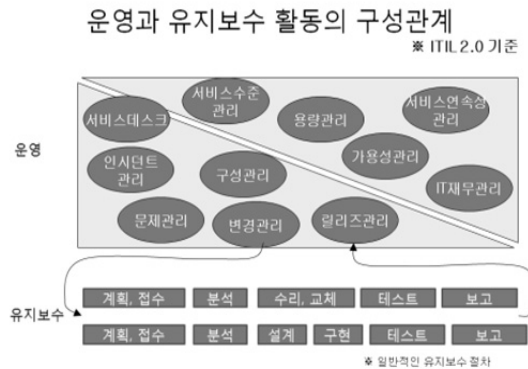 운영과 유지보수 활동의 구성관계
※ ITIL 2.0 기준
운영
서비스데스크
서비스수준
관리
용량관리
서비스연속성
관리
인시던트
관리
구성관리
가용성관리
IT재무관리
문제관리
변경관리
릴리즈관리
유지보수
계획, 접수 분석 수리, 교체 테스트 보고
계획, 접수 분석 설계 구현 테스트 보고
※ 일반적인 유지보수 절차